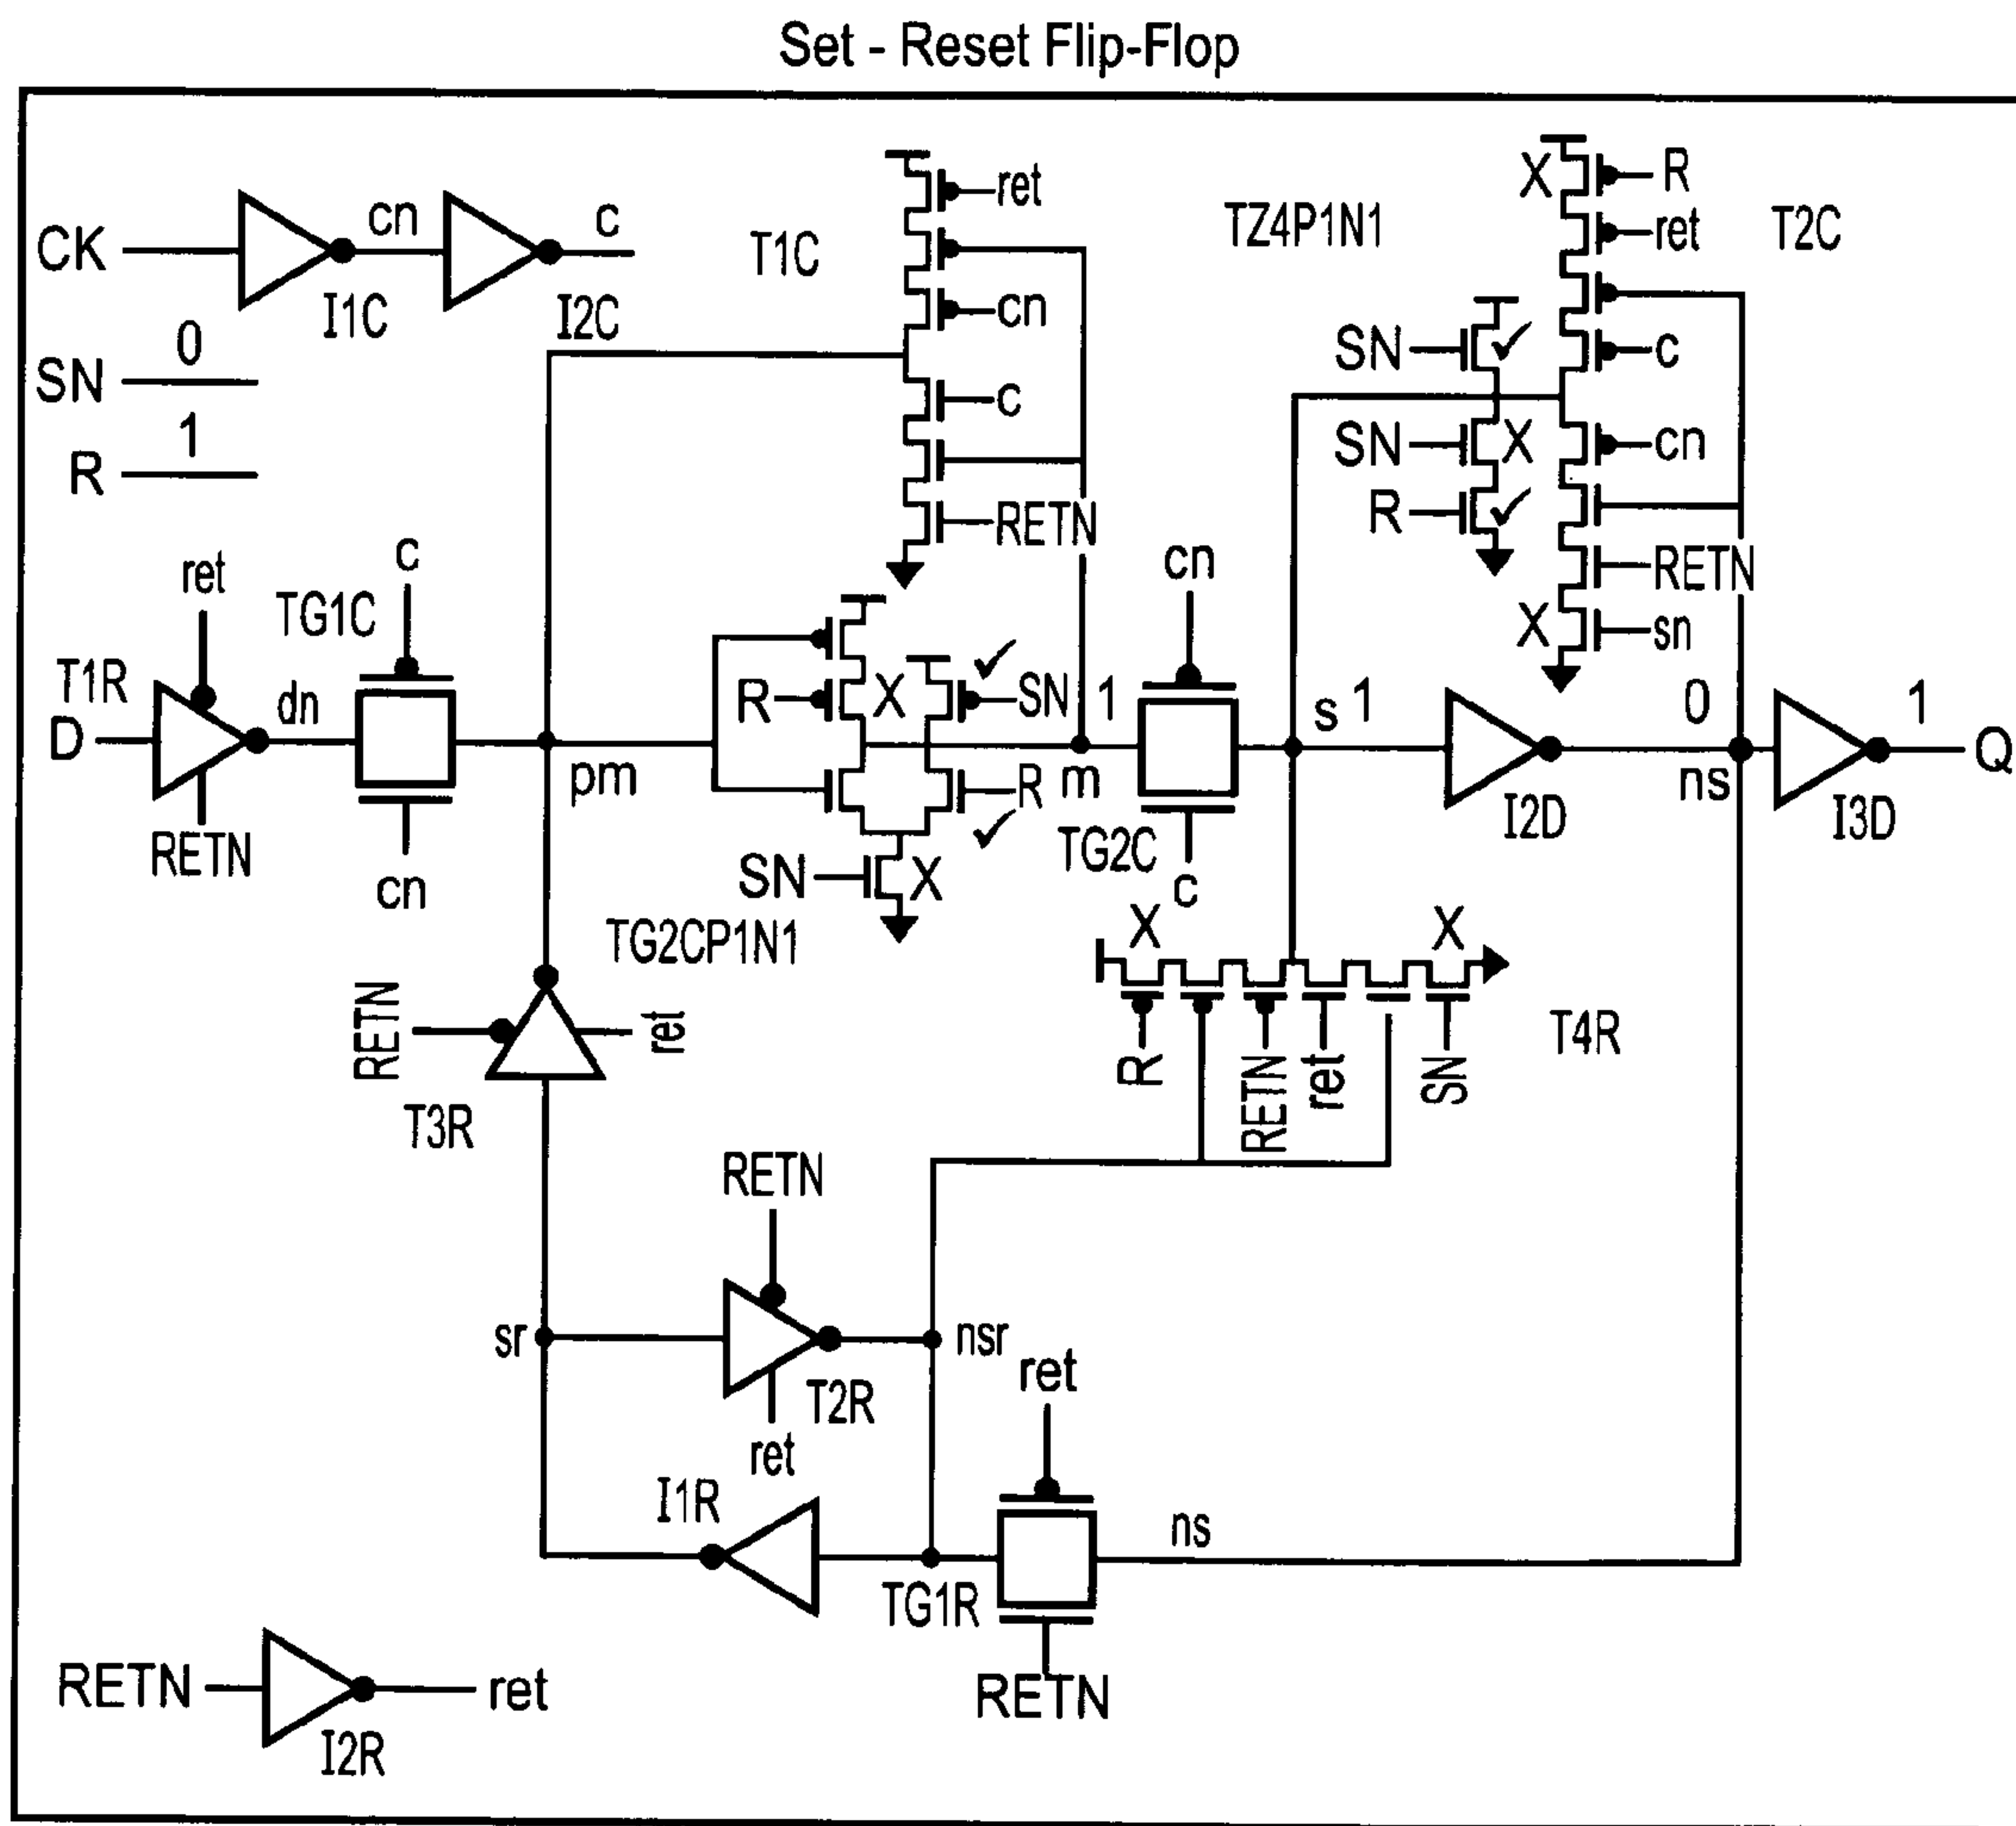 Set - Reset Flip-Flop
CK
cn
c
I1C
I2C
SN
0
R
1
T1C
ret
cn
c
RETN
TZ4P1N1
T2C
X
R
ret
c
cn
RETN
X
sn
SN
✓
SN
X
R
✓
T1R
D
ret
RETN
dn
TG1C
c
cn
pm
R
X
SN
✓
R
✓
SN
X
TG2CP1N1
1
m
cn
TG2C
c
s
1
I2D
0
ns
I3D
1
Q
X
X
R
RETN
ret
SN
T4R
RETN
ret
T3R
RETN
sr
T2R
nsr
ret
ret
I1R
TG1R
ns
RETN
RETN
ret
I2R